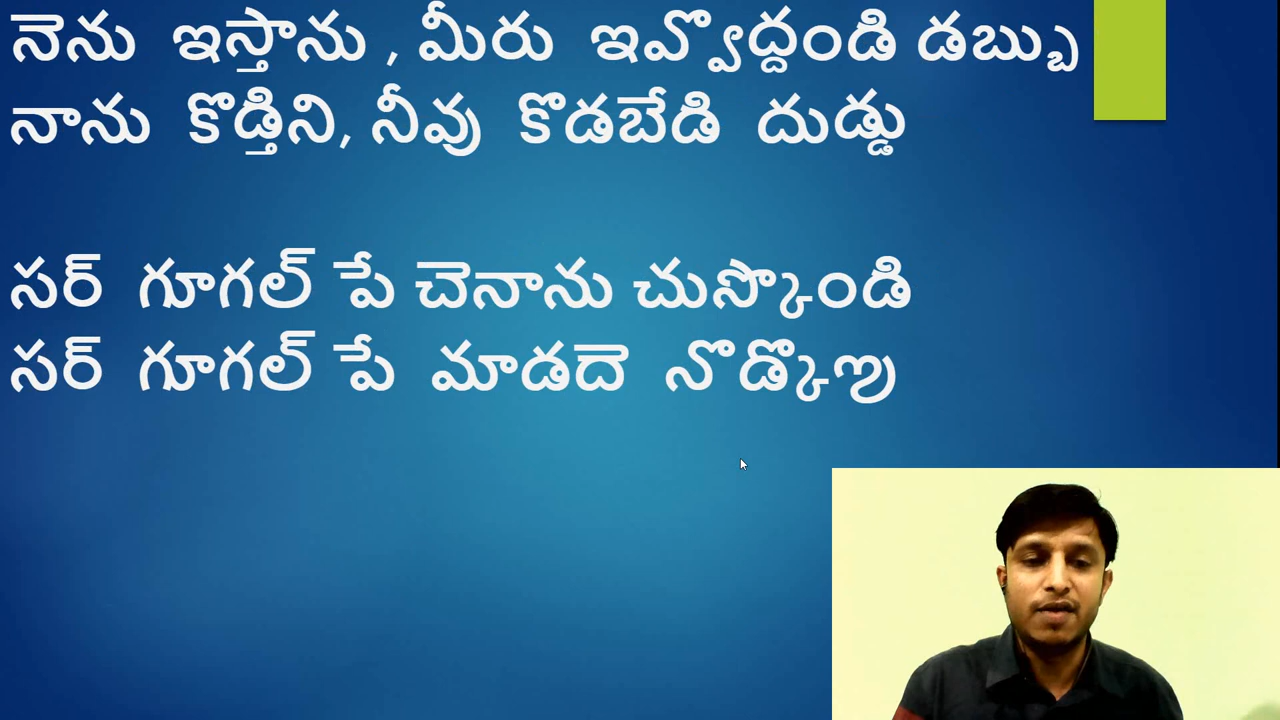 నెను ఇస్తాను , మీరు ఇవ్వొద్దండి డబ్బు
నాను కొడ్తిని, నీవు కొడబేడి దుడ్డు
సర్ గూగల్ పే చెనాను చుస్కొండి
సర్ గూగల్ పే మాడదె నొడ్కొణ్రి